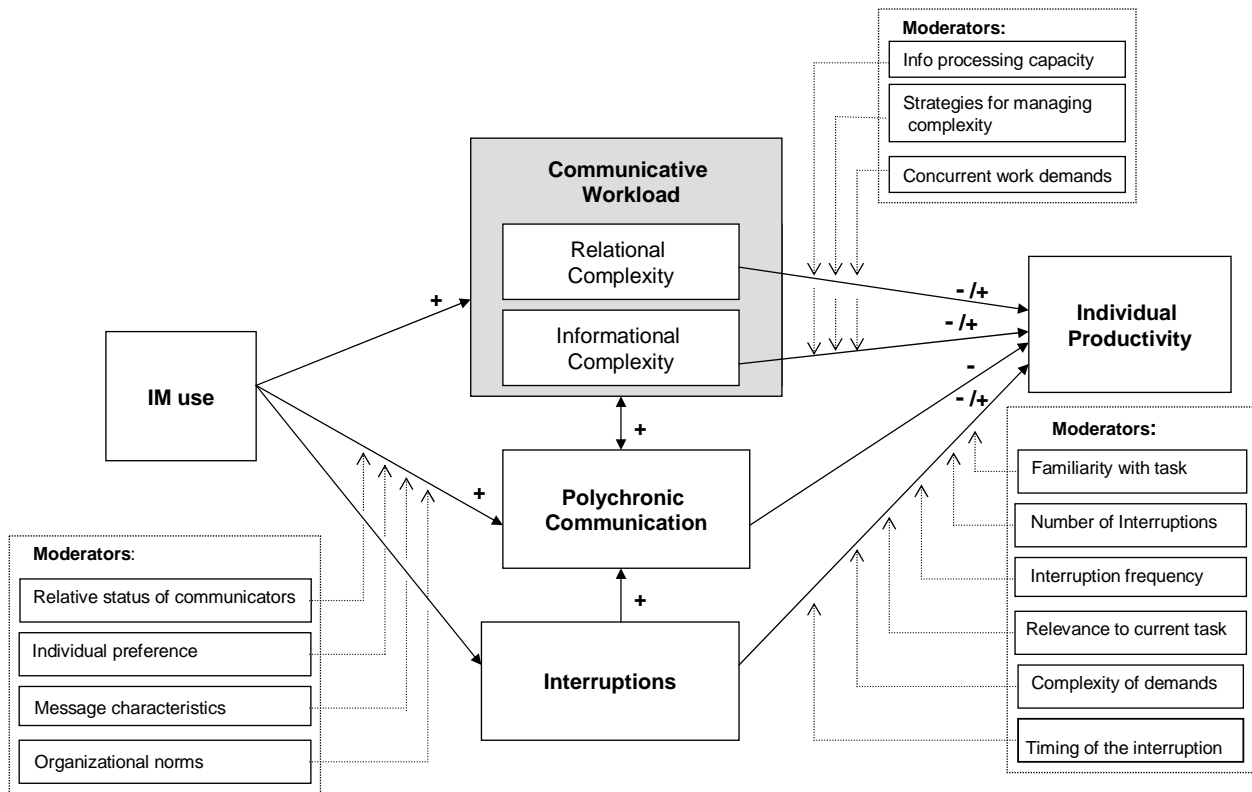 Moderators:
Info processing capacity
Strategies for managing
complexity
Concurrent work demands
Communicative
Workload
Relational
Complexity
Informational
Complexity
+
- /+
- /+
-
- /+
Individual
Productivity
IM use
+
Polychronic
Communication
+
+
Interruptions
Moderators:
Relative status of communicators
Individual preference
Message characteristics
Organizational norms
Moderators:
Familiarity with task
Number of Interruptions
Interruption frequency
Relevance to current task
Complexity of demands
Timing of the interruption